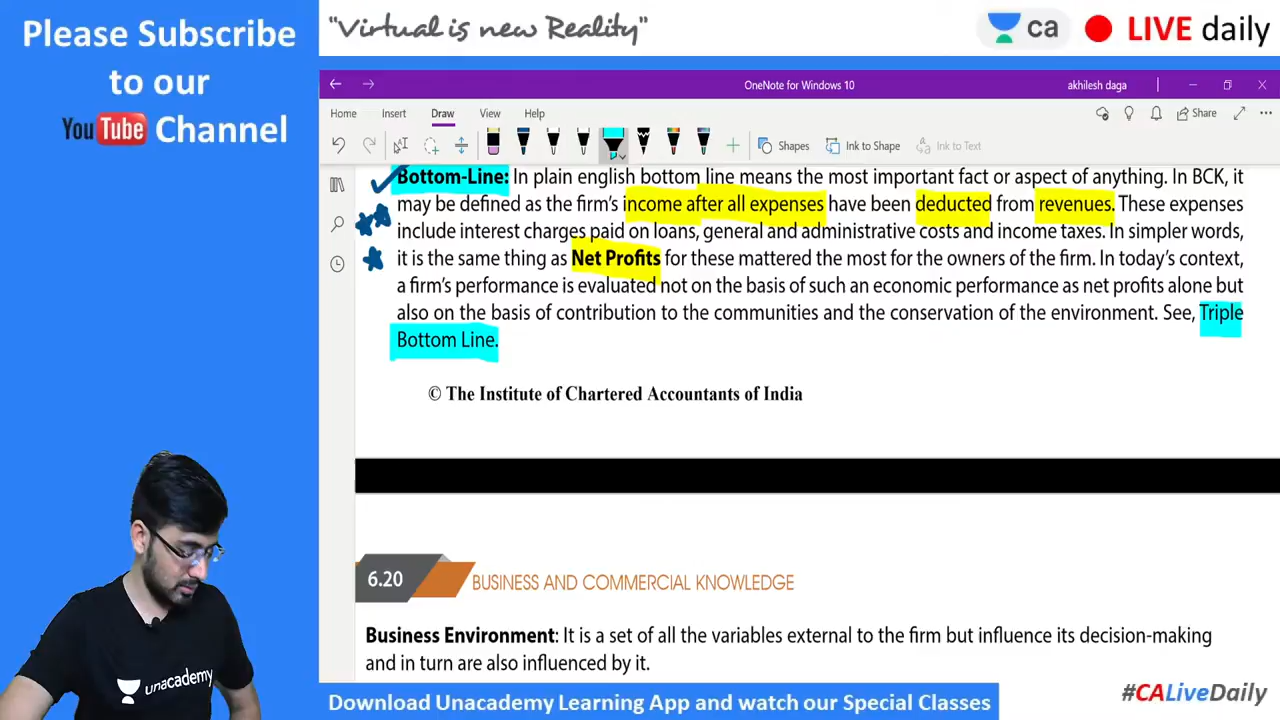 Please Subscribe
to our
YouTube Channel
"Virtual is new Reality"
ca
LIVE daily
OneNote for Windows 10
akhilesh daga
Home Insert Draw View Help
Share
Shapes
Ink to Shape
Ink to Text
Bottom-Line: In plain english bottom line means the most important fact or aspect of anything. In BCK, it
may be defined as the firm's income after all expenses have been deducted from revenues. These expenses
include interest charges paid on loans, general and administrative costs and income taxes. In simpler words,
it is the same thing as Net Profits for these mattered the most for the owners of the firm. In today's context,
a firm's performance is evaluated not on the basis of such an economic performance as net profits alone but
also on the basis of contribution to the communities and the conservation of the environment. See, Triple
Bottom Line.
© The Institute of Chartered Accountants of India
6.20 BUSINESS AND COMMERCIAL KNOWLEDGE
Business Environment: It is a set of all the variables external to the firm but influence its decision-making
and in turn are also influenced by it.
unacademy
Download Unacademy Learning App and watch our Special Classes
#CALiveDaily